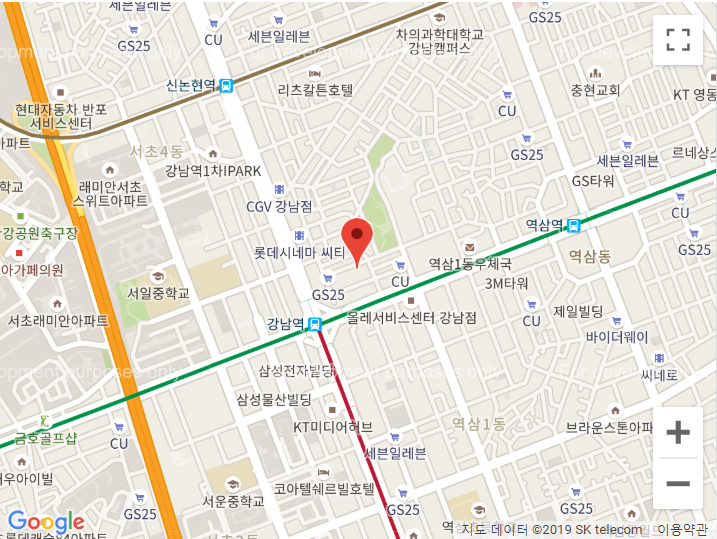 세븐일레븐
GS25
CU
세븐일레븐
차의과학대학교
강남캠퍼스
신논현역
리츠칼튼호텔
현대자동차 반포
서비스센터
충현교회
KT 영동
CU
아파트
서초4동
GS25
세븐일레븐
르네상스
래미안서초
스위트아파트
강남역1차IPARK
GS타워
CGV 강남점
CU
역삼역
강공원축구장
롯데시네마 씨티
GS25
역삼동
아가페의원
역삼1동우체국
서일중학교
GS25
CU
3M타워
서초래미안아파트
강남역
올레서비스센터 강남점
CU
제일빌딩
바이더웨이
opment purposes only
삼성전자빌딩
씨네로
삼성물산빌딩
금호골프샵
CU
KT미디어허브
역삼1동
브라운스톤아파
세븐일레븐
서운중학교
코아텔쉐르빌호텔
GS25
GS25
GS25
Google
지도 데이터 ©2019 SK telecom
이용약관